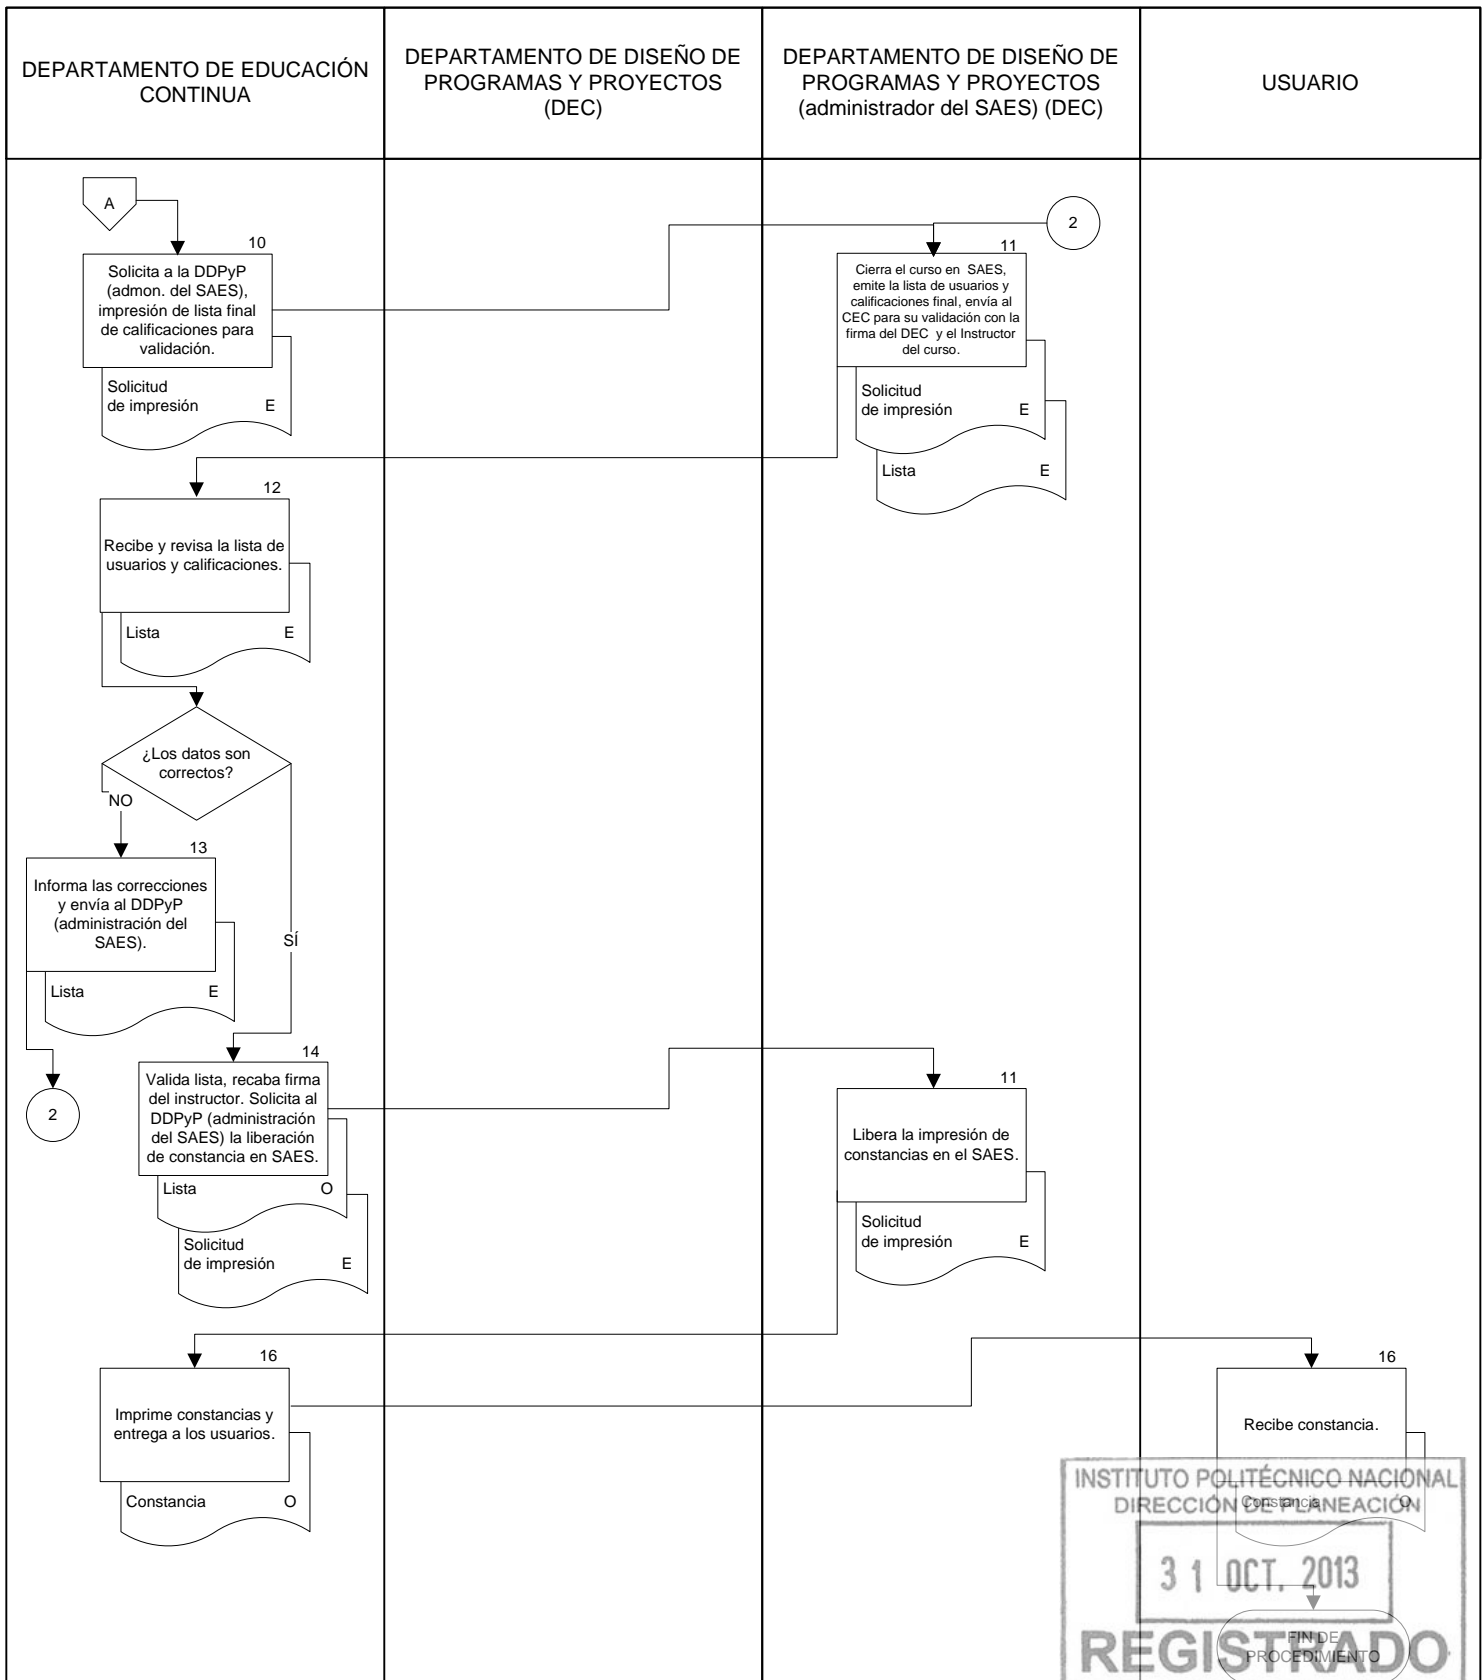 DEPARTAMENTO DE EDUCACIÓN
CONTINUA
DEPARTAMENTO DE DISEÑO DE
PROGRAMAS Y PROYECTOS
(DEC)
DEPARTAMENTO DE DISEÑO DE
PROGRAMAS Y PROYECTOS
(administrador del SAES) (DEC)
USUARIO
A
2
10
Solicita a la DDPyP
(admon. del SAES),
impresión de lista final
de calificaciones para
validación.
Solicitud
de impresión E
11
Cierra el curso en SAES,
emite la lista de usuarios y
calificaciones final, envía al
CEC para su validación con la
firma del DEC y el Instructor
del curso.
Solicitud
de impresión E
Lista E
12
Recibe y revisa la lista de
usuarios y calificaciones.
Lista E
¿Los datos son
correctos?
NO
SÍ
13
Informa las correcciones
y envía al DDPyP
(administración del
SAES).
Lista E
2
14
Valida lista, recaba firma
del instructor. Solicita al
DDPyP (administración
del SAES) la liberación
de constancia en SAES.
Lista O
Solicitud
de impresión E
11
Libera la impresión de
constancias en el SAES.
Solicitud
de impresión E
16
Imprime constancias y
entrega a los usuarios.
Constancia O
16
Recibe constancia.
Constancia O
INSTITUTO POLITÉCNICO NACIONAL
DIRECCIÓN DE PLANEACIÓN
31 OCT. 2013
REGISTRADO
FIN DE
PROCEDIMIENTO